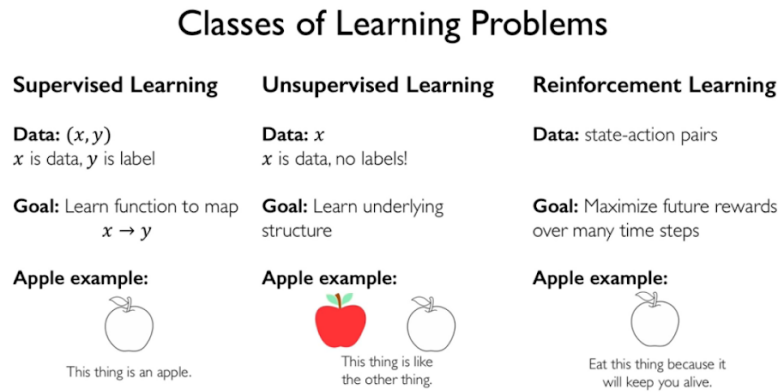 Classes of Learning Problems
Supervised Learning
Data: (x, y)
x is data, y is label
Goal: Learn function to map
x → y
Apple example:
This thing is an apple.
Unsupervised Learning
Data: x
x is data, no labels!
Goal: Learn underlying
structure
Apple example:
This thing is like
the other thing.
Reinforcement Learning
Data: state-action pairs
Goal: Maximize future rewards
over many time steps
Apple example:
Eat this thing because it
will keep you alive.